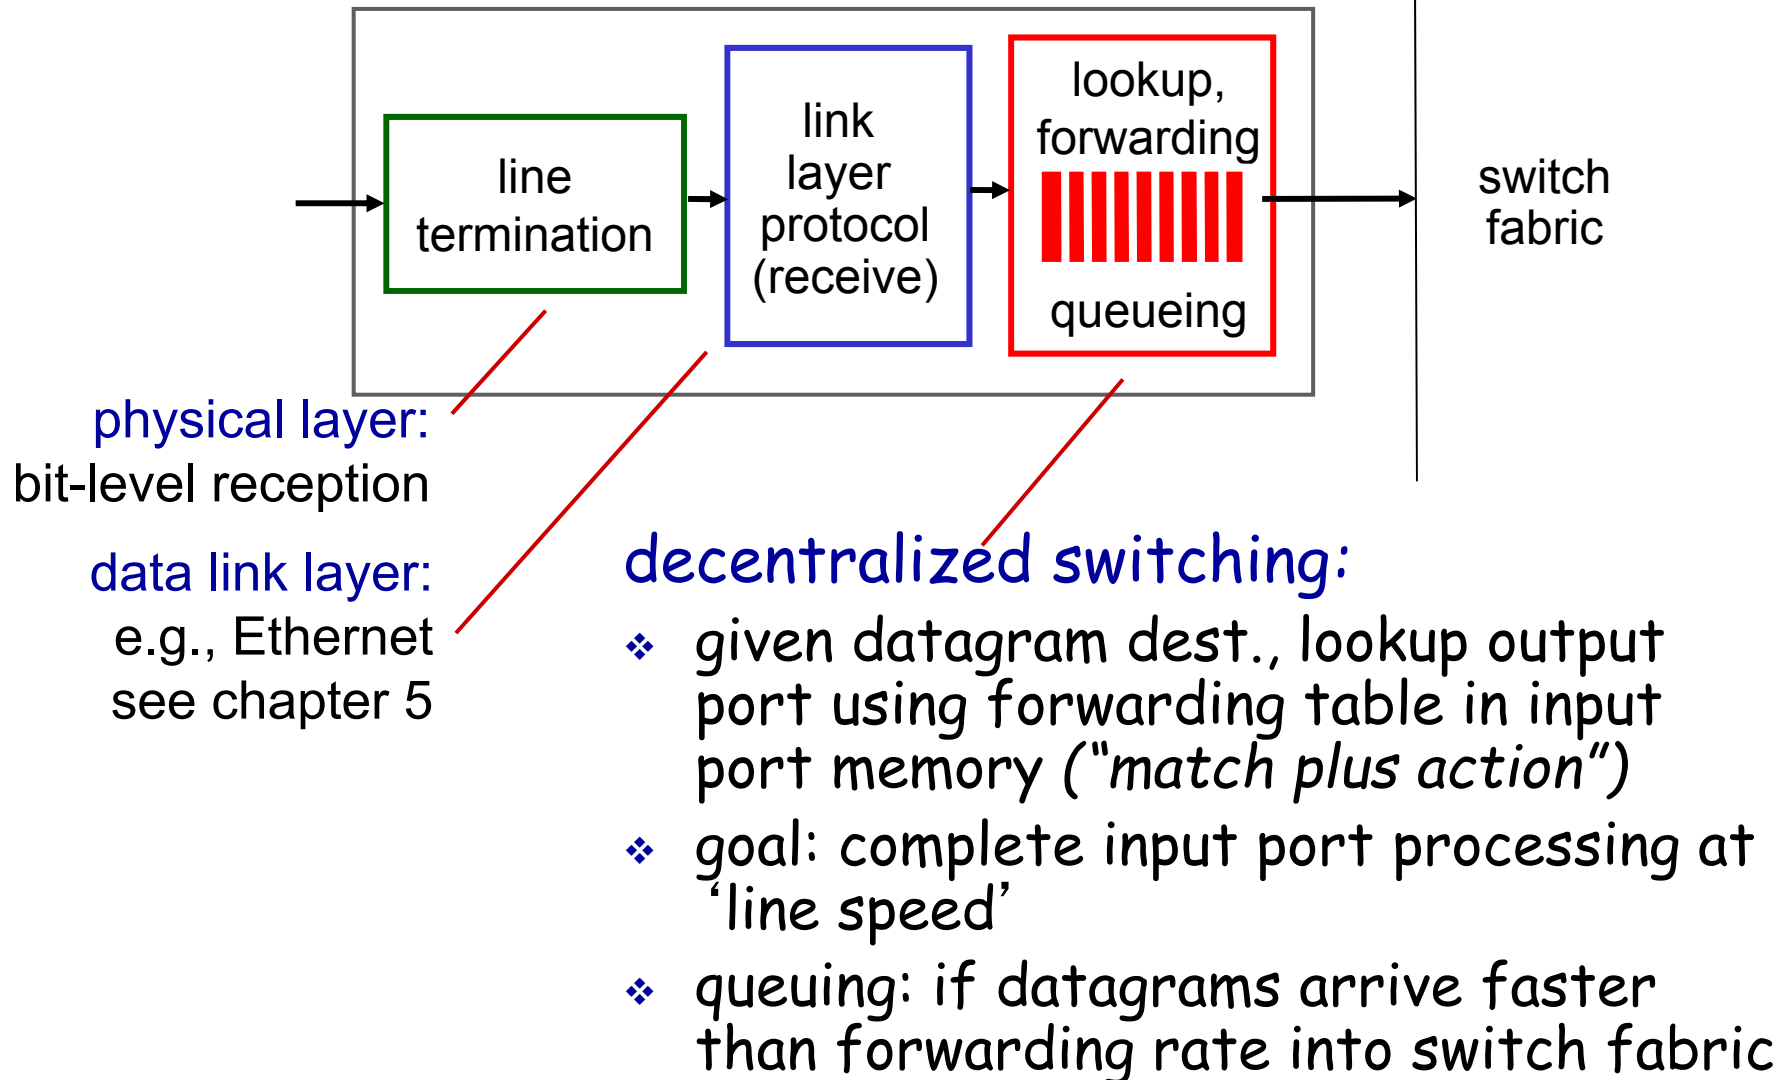 line
termination
link
layer
protocol
(receive)
lookup,
forwarding
queueing
switch
fabric
physical layer:
bit-level reception
data link layer:
e.g., Ethernet
see chapter 5
decentralized switching:
❖ given datagram dest., lookup output
port using forwarding table in input
port memory (“match plus action”)
❖ goal: complete input port processing at
‘line speed’
❖ queuing: if datagrams arrive faster
than forwarding rate into switch fabric